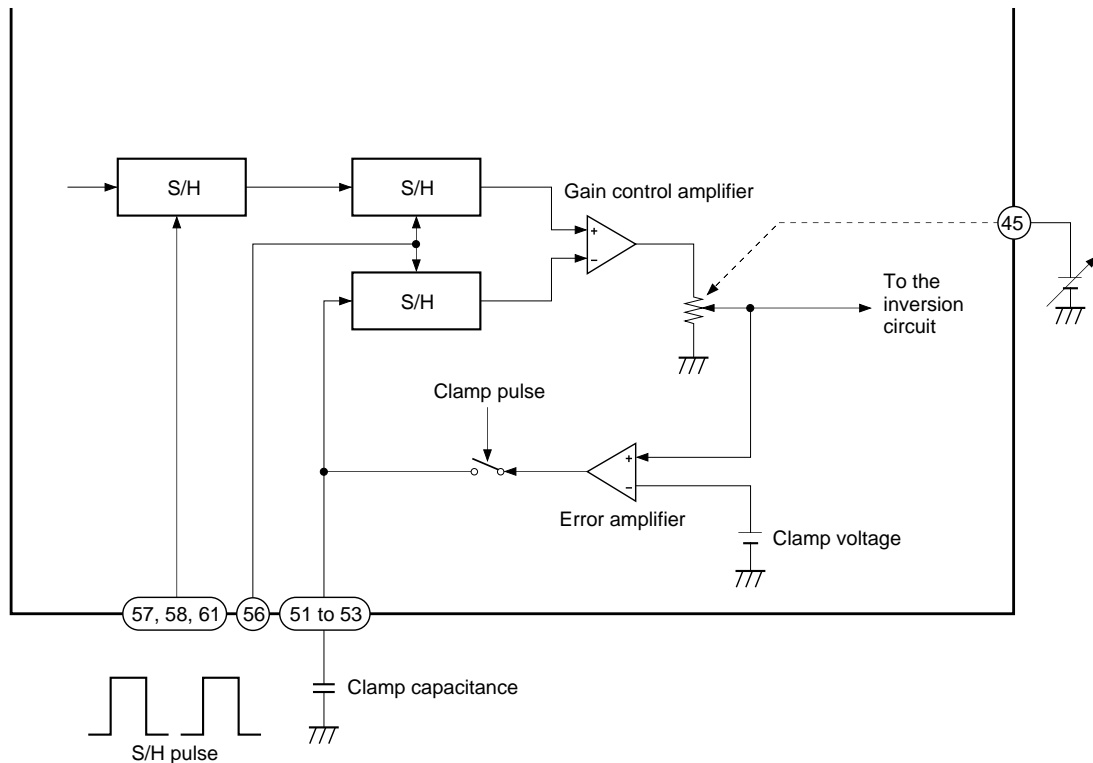 S/H
S/H
Gain control amplifier
+
−
45
S/H
To the
inversion
circuit
Clamp pulse
+
−
Error amplifier
Clamp voltage
57, 58, 61
56
51 to 53
Clamp capacitance
S/H pulse